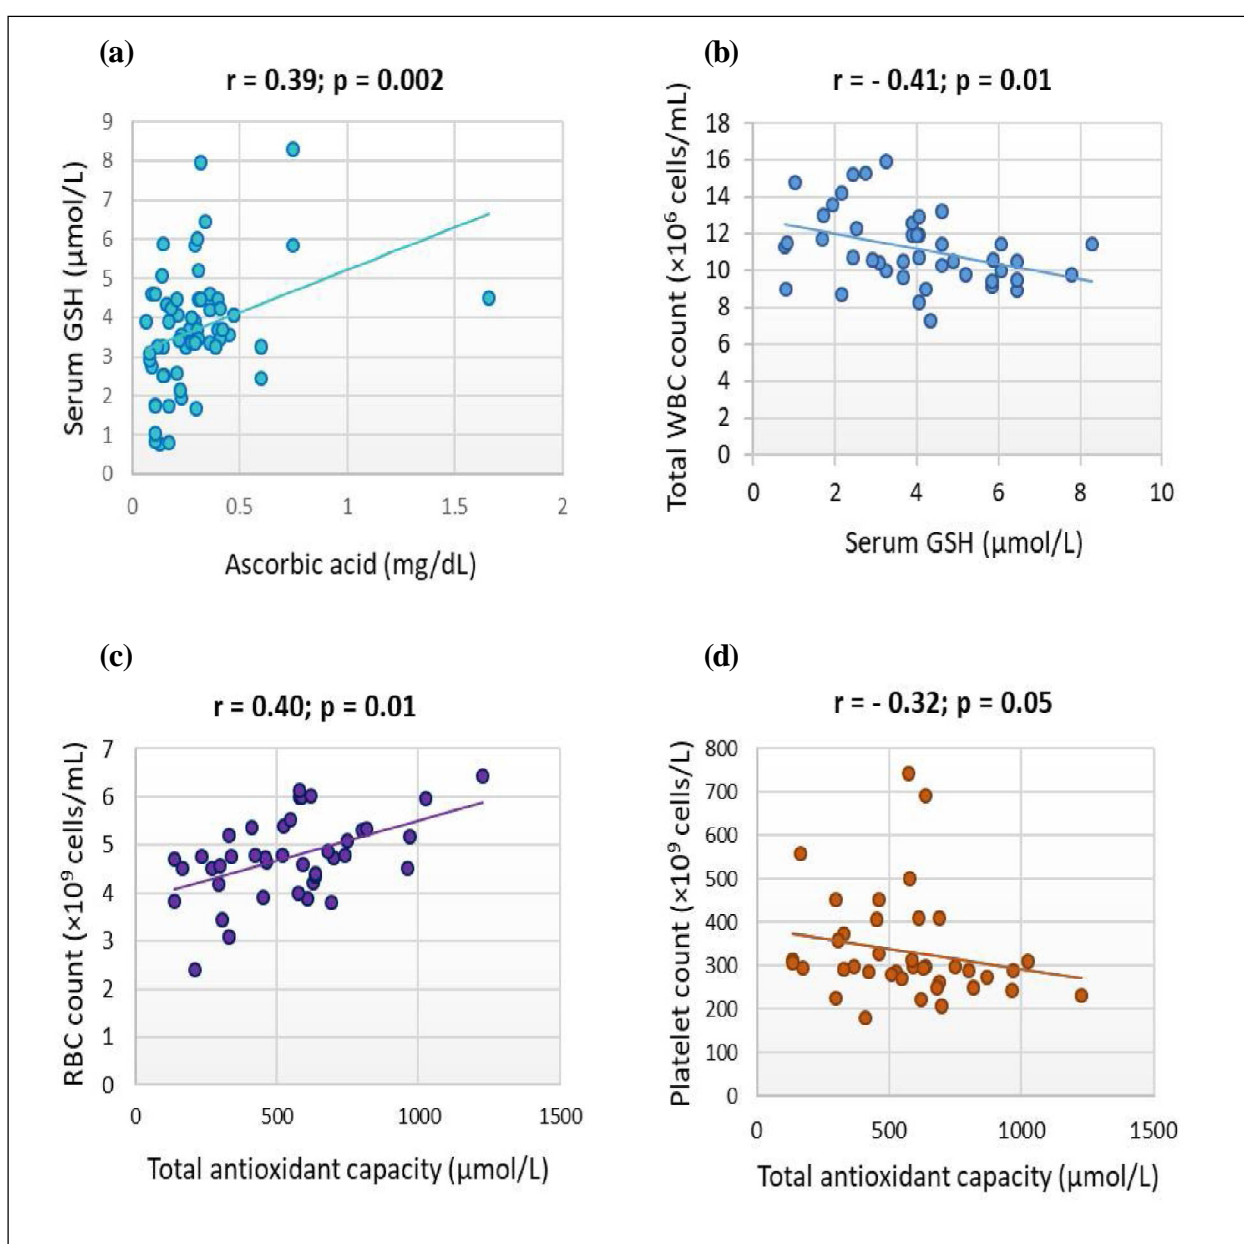 (a)
r = 0.39; p = 0.002
9
8
7
6
5
4
3
2
1
0
Serum GSH (μmol/L)
0 0.5 1 1.5 2
Ascorbic acid (mg/dL)
(b)
r = - 0.41; p = 0.01
18
16
14
12
10
8
6
4
2
0
Total WBC count (×10⁶ cells/mL)
0 2 4 6 8 10
Serum GSH (μmol/L)
(c)
r = 0.40; p = 0.01
7
6
5
4
3
2
1
0
RBC count (×10⁹ cells/mL)
0 500 1000 1500
Total antioxidant capacity (μmol/L)
(d)
r = - 0.32; p = 0.05
800
700
600
500
400
300
200
100
0
Platelet count (×10⁹ cells/L)
0 500 1000 1500
Total antioxidant capacity (μmol/L)